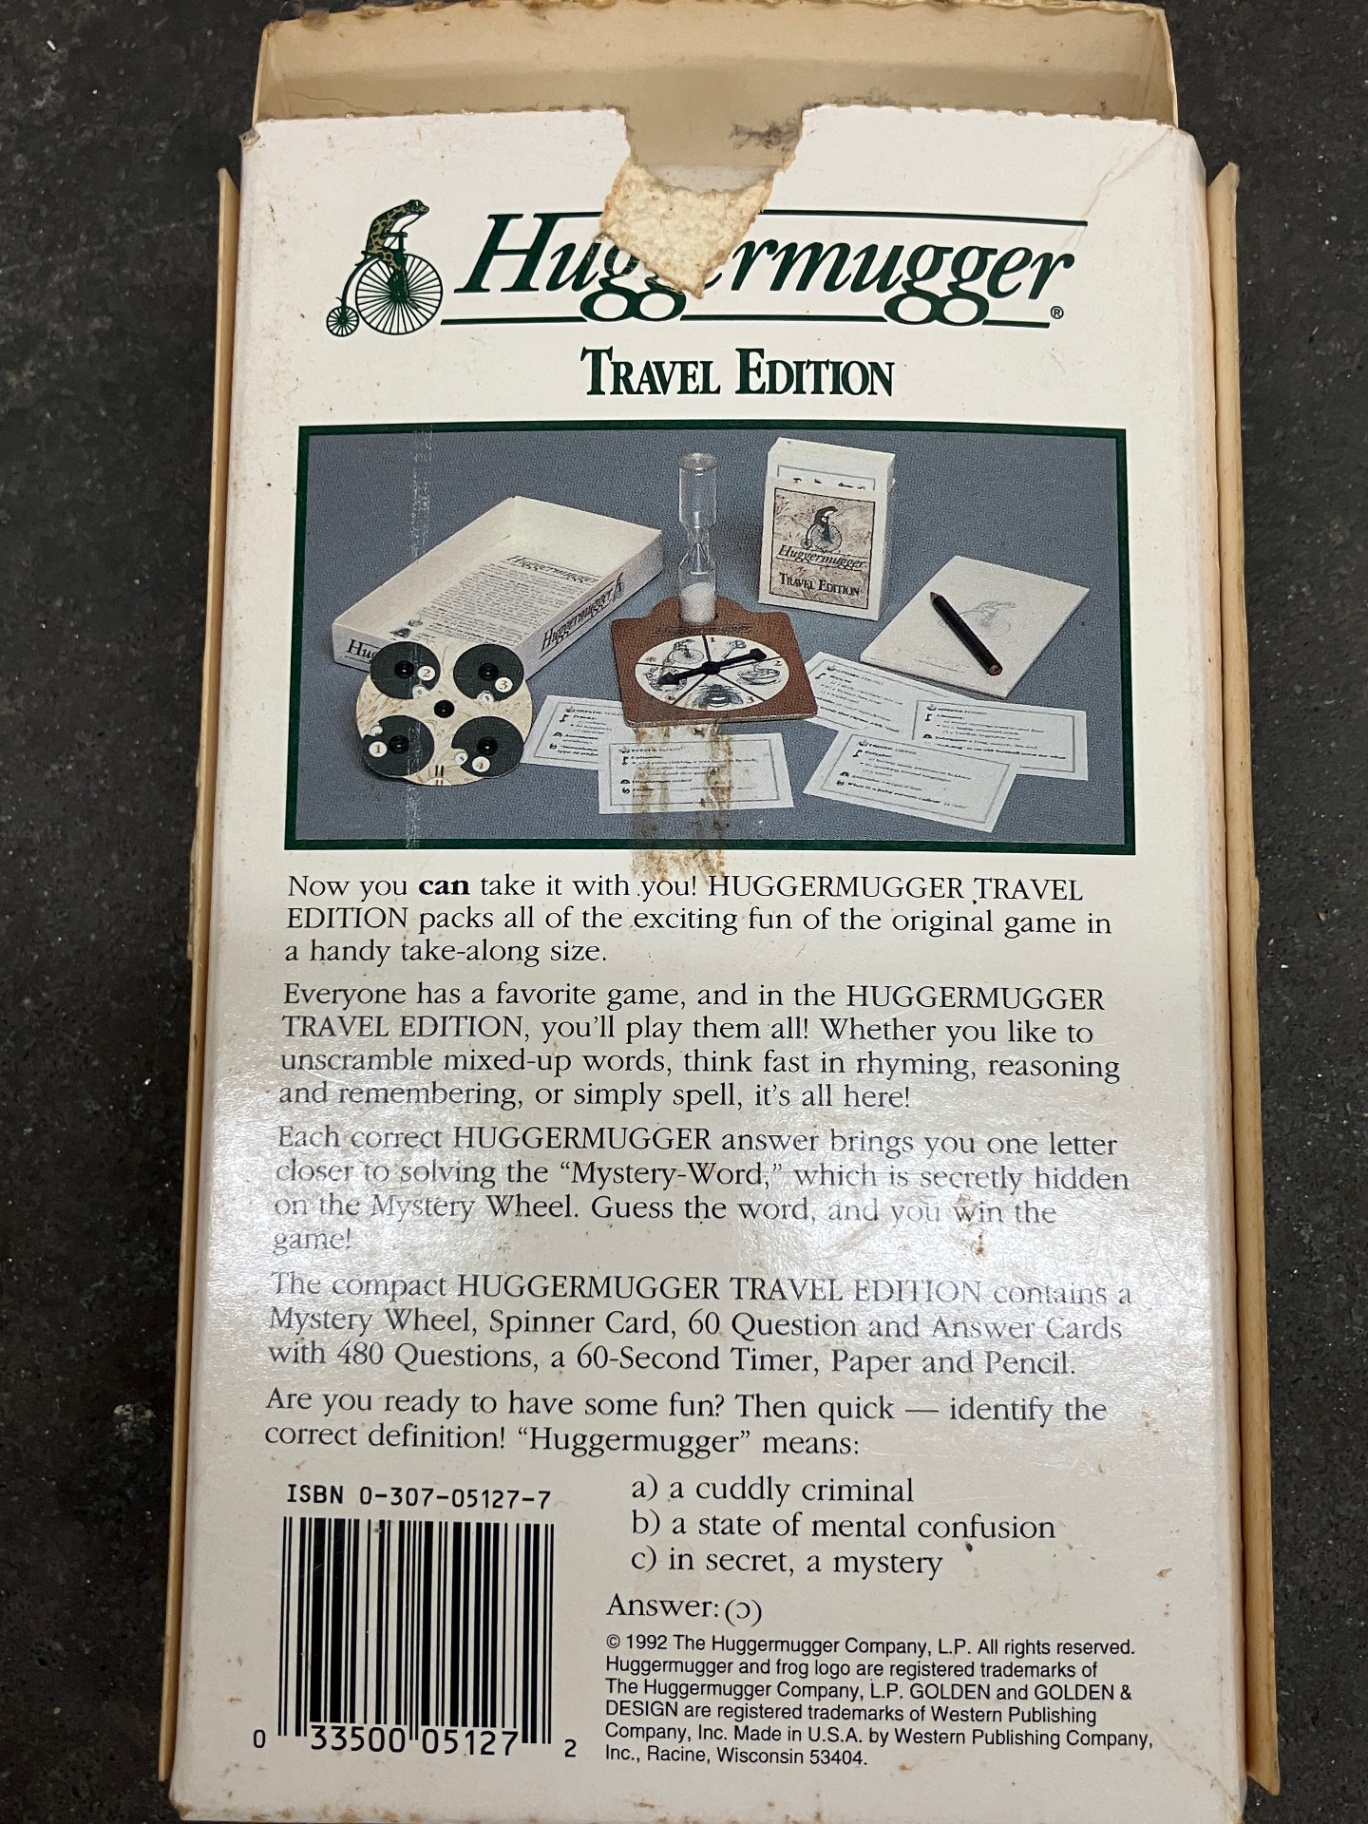 Huggermugger®
TRAVEL EDITION
Huggermugger
Huggermugger
Huggermugger
TRAVEL EDITION
1
2
3
2
3
1
4
Now you can take it with you! HUGGERMUGGER TRAVEL
EDITION packs all of the exciting fun of the original game in
a handy take-along size.
Everyone has a favorite game, and in the HUGGERMUGGER
TRAVEL EDITION, you'll play them all! Whether you like to
unscramble mixed-up words, think fast in rhyming, reasoning
and remembering, or simply spell, it's all here!
Each correct HUGGERMUGGER answer brings you one letter
closer to solving the “Mystery-Word,” which is secretly hidden
on the Mystery Wheel. Guess the word, and you win the
game!
The compact HUGGERMUGGER TRAVEL EDITION contains a
Mystery Wheel, Spinner Card, 60 Question and Answer Cards
with 480 Questions, a 60-Second Timer, Paper and Pencil.
Are you ready to have some fun? Then quick — identify the
correct definition! “Huggermugger” means:
a) a cuddly criminal
b) a state of mental confusion
c) in secret, a mystery
Answer: (c)
ISBN 0-307-05127-7
0 33500 05127 2
© 1992 The Huggermugger Company, L.P. All rights reserved.
Huggermugger and frog logo are registered trademarks of
The Huggermugger Company, L.P. GOLDEN and GOLDEN &
DESIGN are registered trademarks of Western Publishing
Company, Inc. Made in U.S.A. by Western Publishing Company,
Inc., Racine, Wisconsin 53404.